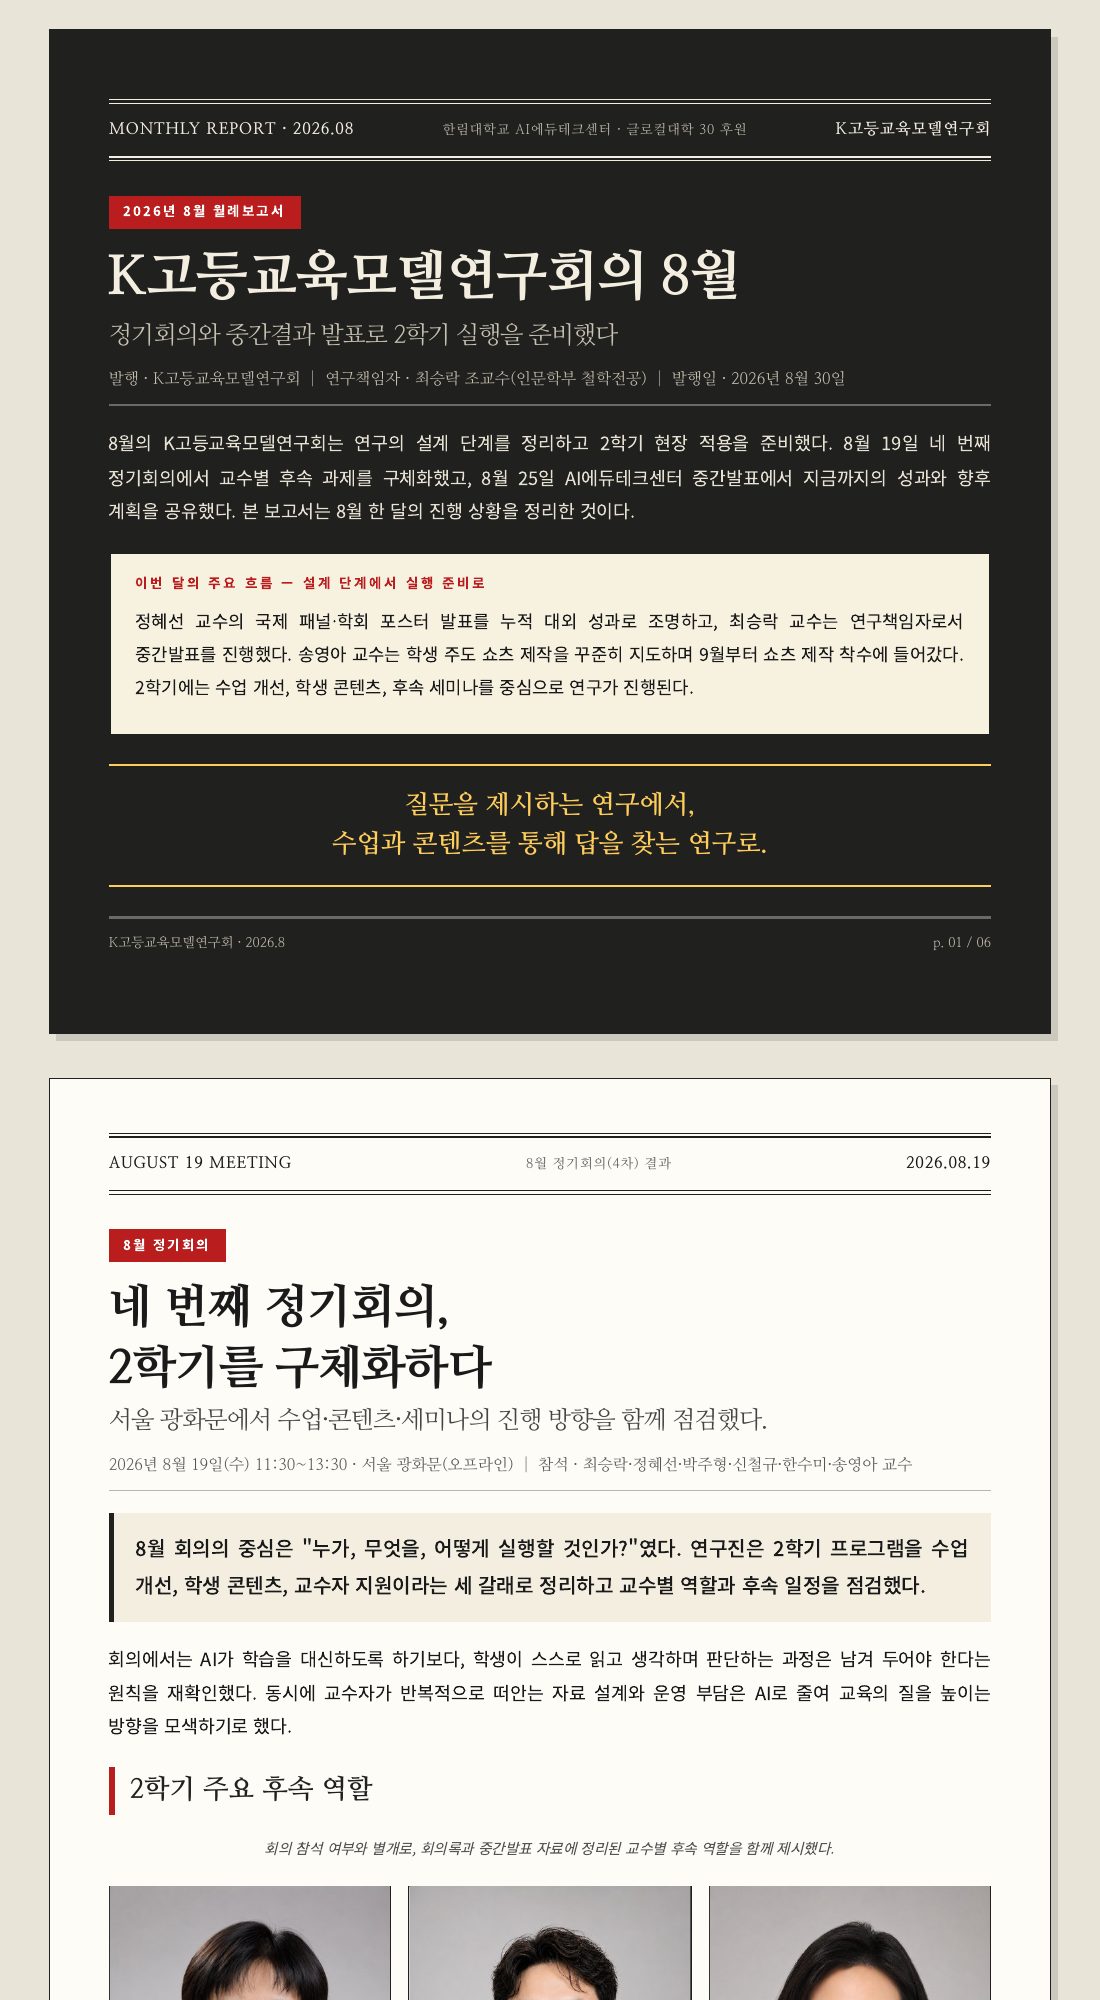 MONTHLY REPORT · 2026.08
한림대학교 AI에듀테크센터 · 글로컬대학 30 후원
K고등교육모델연구회
2026년 8월 월례보고서
K고등교육모델연구회의 8월
정기회의와 중간결과 발표로 2학기 실행을 준비했다
발행 · K고등교육모델연구회 | 연구책임자 · 최승락 조교수(인문학부 철학전공) | 발행일 · 2026년 8월 30일
8월의 K고등교육모델연구회는 연구의 설계 단계를 정리하고 2학기 현장 적용을 준비했다. 8월 19일 네 번째
정기회의에서 교수별 후속 과제를 구체화했고, 8월 25일 AI에듀테크센터 중간발표에서 지금까지의 성과와 향후
계획을 공유했다. 본 보고서는 8월 한 달의 진행 상황을 정리한 것이다.
이번 달의 주요 흐름 — 설계 단계에서 실행 준비로
정혜선 교수의 국제 패널·학회 포스터 발표를 누적 대외 성과로 조명하고, 최승락 교수는 연구책임자로서
중간발표를 진행했다. 송영아 교수는 학생 주도 쇼츠 제작을 꾸준히 지도하며 9월부터 쇼츠 제작 착수에 들어갔다.
2학기에는 수업 개선, 학생 콘텐츠, 후속 세미나를 중심으로 연구가 진행된다.
질문을 제시하는 연구에서,
수업과 콘텐츠를 통해 답을 찾는 연구로.
K고등교육모델연구회 · 2026.8
p. 01 / 06
AUGUST 19 MEETING
8월 정기회의(4차) 결과
2026.08.19
8월 정기회의
네 번째 정기회의,
2학기를 구체화하다
서울 광화문에서 수업·콘텐츠·세미나의 진행 방향을 함께 점검했다.
2026년 8월 19일(수) 11:30~13:30 · 서울 광화문(오프라인) | 참석 · 최승락·정혜선·박주형·신철규·한수미·송영아 교수
8월 회의의 중심은 "누가, 무엇을, 어떻게 실행할 것인가?"였다. 연구진은 2학기 프로그램을 수업
개선, 학생 콘텐츠, 교수자 지원이라는 세 갈래로 정리하고 교수별 역할과 후속 일정을 점검했다.
회의에서는 AI가 학습을 대신하도록 하기보다, 학생이 스스로 읽고 생각하며 판단하는 과정은 남겨 두어야 한다는
원칙을 재확인했다. 동시에 교수자가 반복적으로 떠안는 자료 설계와 운영 부담은 AI로 줄여 교육의 질을 높이는
방향을 모색하기로 했다.
2학기 주요 후속 역할
회의 참석 여부와 별개로, 회의록과 중간발표 자료에 정리된 교수별 후속 역할을 함께 제시했다.